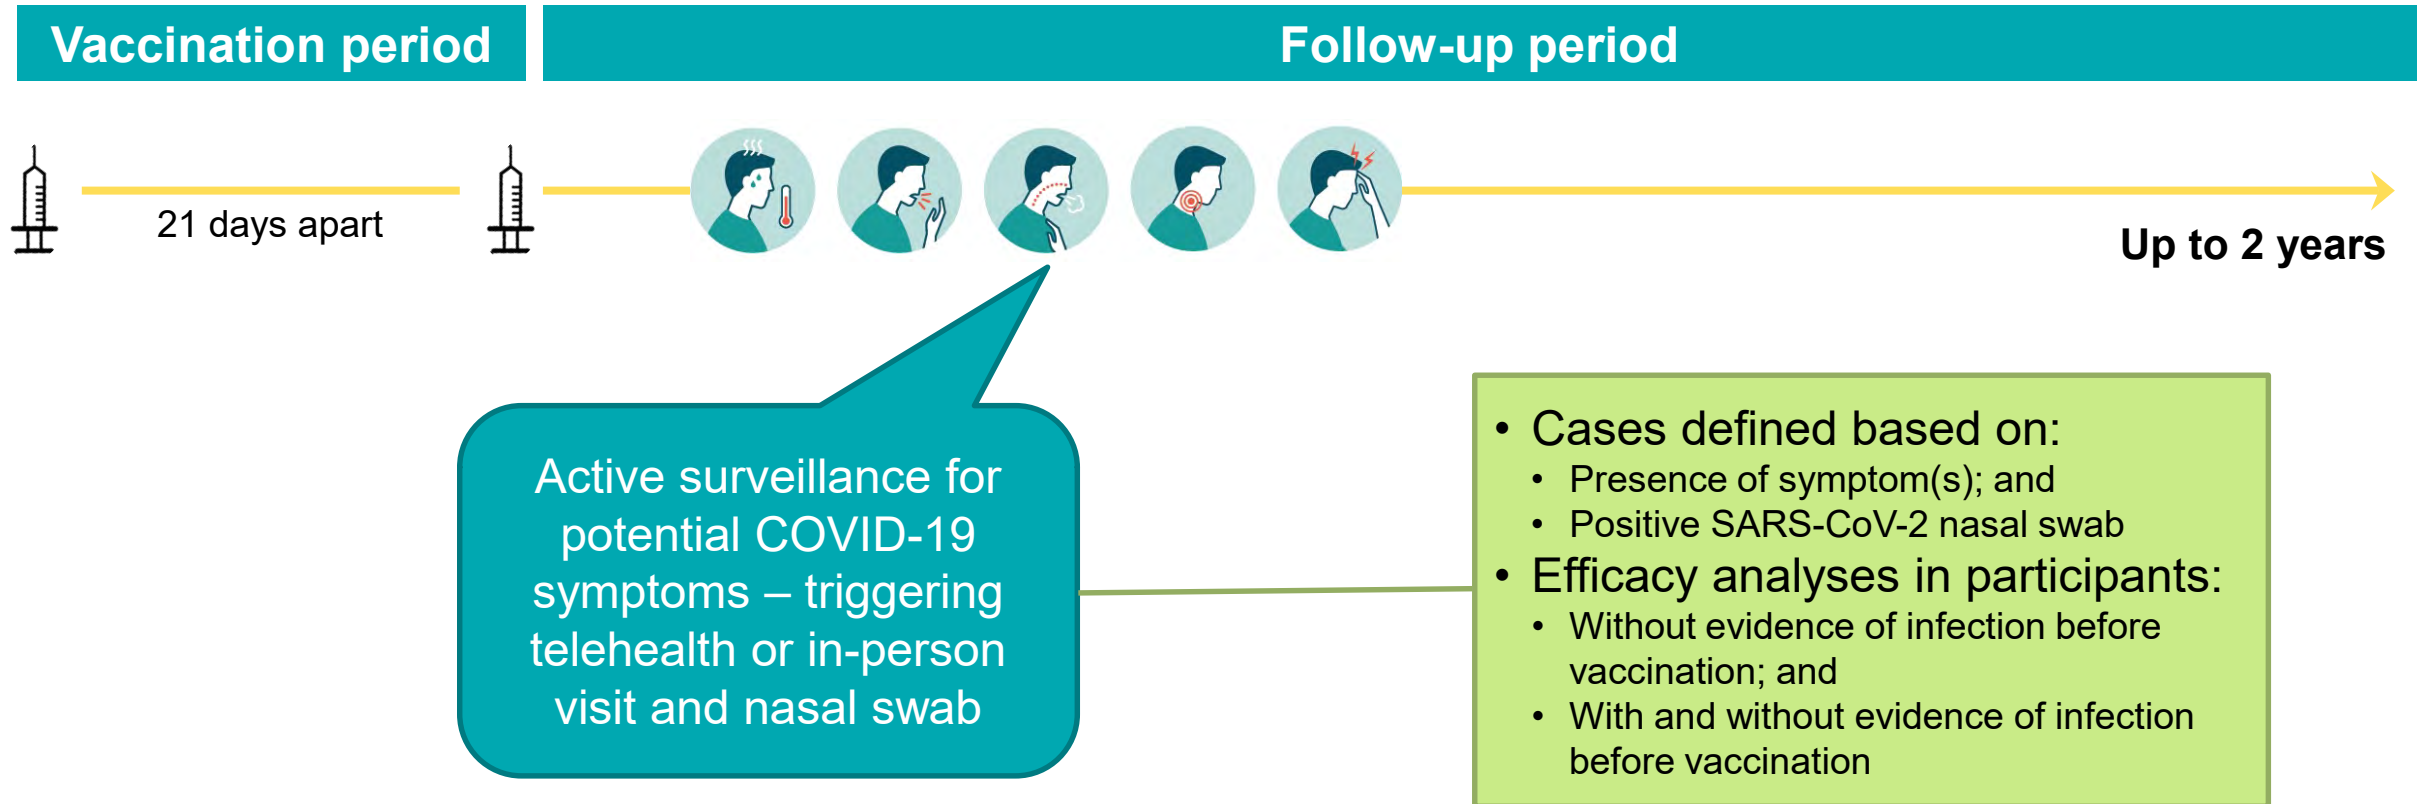 Vaccination period
Follow-up period
21 days apart
Up to 2 years
Active surveillance for
potential COVID-19
symptoms – triggering
telehealth or in-person
visit and nasal swab
• Cases defined based on:
• Presence of symptom(s); and
• Positive SARS-CoV-2 nasal swab
• Efficacy analyses in participants:
• Without evidence of infection before
vaccination; and
• With and without evidence of infection
before vaccination